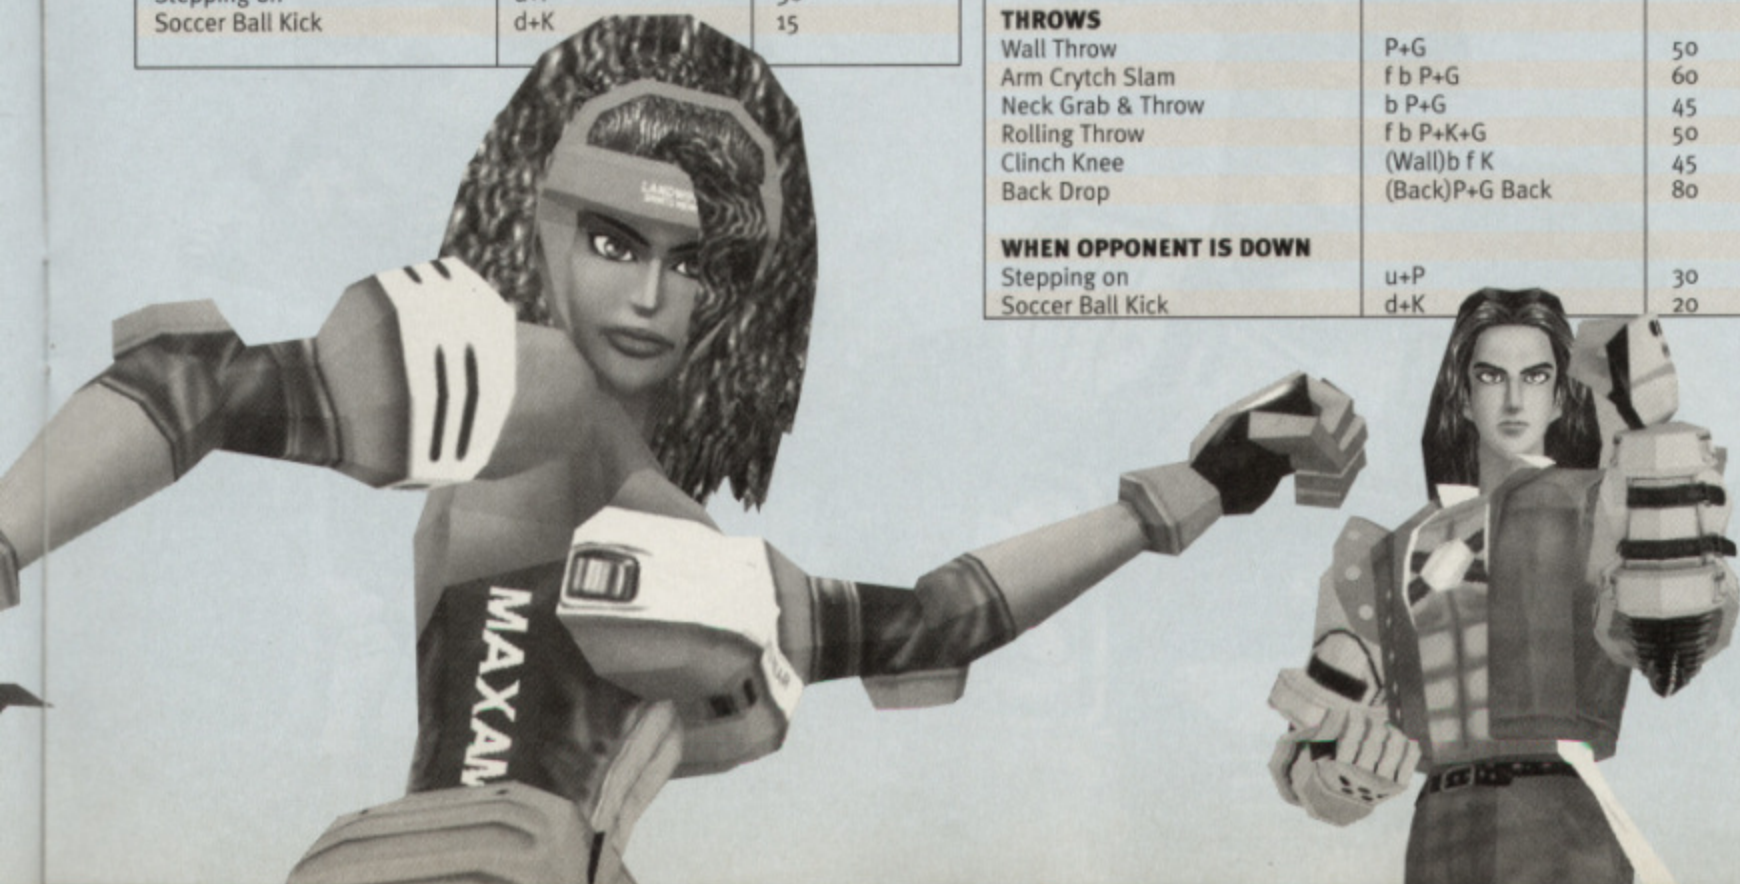 Soccer Ball Kick d+K 15
THROWS
Wall Throw P+G 50
Arm Crytch Slam f b P+G 60
Neck Grab & Throw b P+G 45
Rolling Throw f b P+K+G 50
Clinch Knee (Wall)b f K 45
Back Drop (Back)P+G Back 80
WHEN OPPONENT IS DOWN
Stepping on u+P 30
Soccer Ball Kick d+K 20
MAXAM